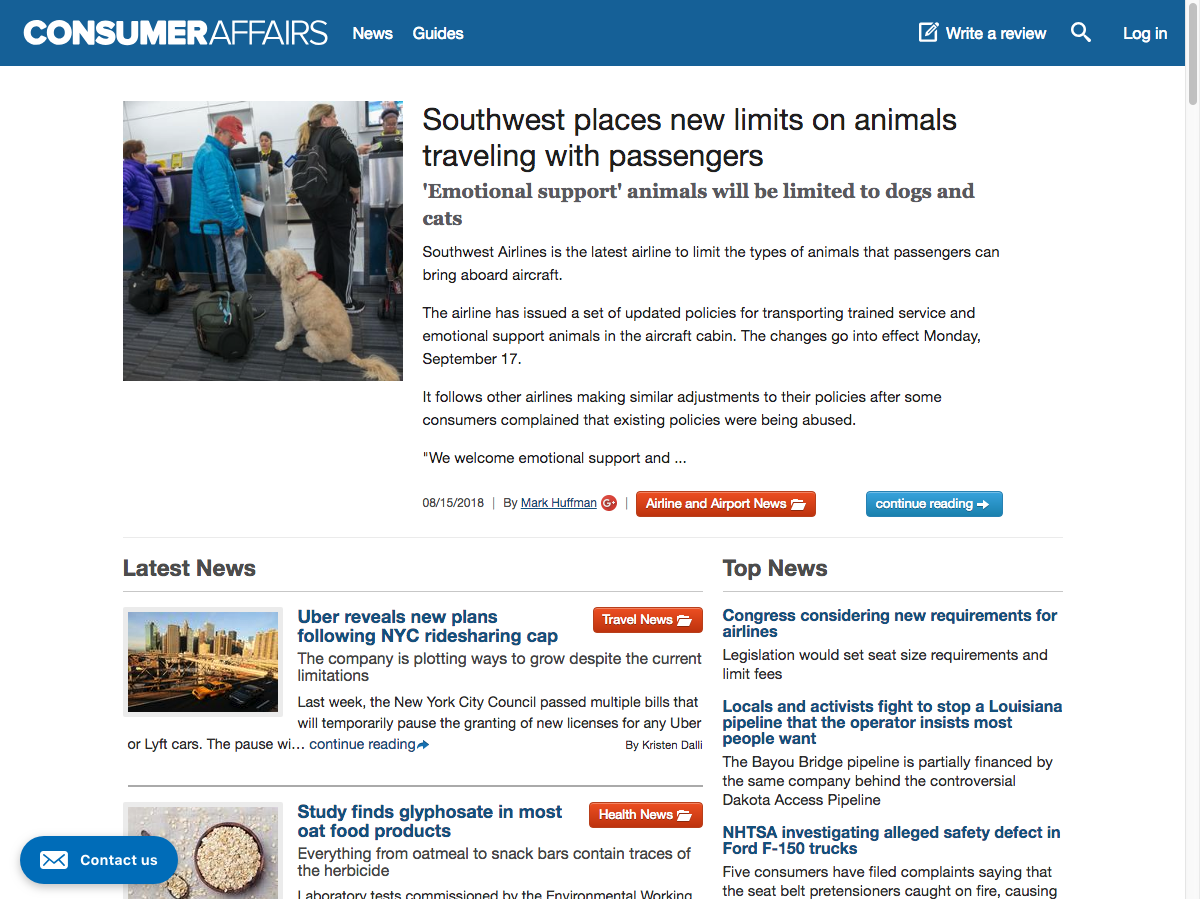 CONSUMERAFFAIRS News Guides Write a review Log in
Southwest places new limits on animals
traveling with passengers
'Emotional support' animals will be limited to dogs and
cats
Southwest Airlines is the latest airline to limit the types of animals that passengers can
bring aboard aircraft.
The airline has issued a set of updated policies for transporting trained service and
emotional support animals in the aircraft cabin. The changes go into effect Monday,
September 17.
It follows other airlines making similar adjustments to their policies after some
consumers complained that existing policies were being abused.
"We welcome emotional support and ...
08/15/2018 | By Mark Huffman G+ | Airline and Airport News continue reading
Latest News
Uber reveals new plans
following NYC ridesharing cap
Travel News
The company is plotting ways to grow despite the current
limitations
Last week, the New York City Council passed multiple bills that
will temporarily pause the granting of new licenses for any Uber
or Lyft cars. The pause wi... continue reading
By Kristen Dalli
Study finds glyphosate in most
oat food products
Health News
Everything from oatmeal to snack bars contain traces of
the herbicide
Laboratory tests commissioned by the Environmental Working
Top News
Congress considering new requirements for
airlines
Legislation would set seat size requirements and
limit fees
Locals and activists fight to stop a Louisiana
pipeline that the operator insists most
people want
The Bayou Bridge pipeline is partially financed by
the same company behind the controversial
Dakota Access Pipeline
NHTSA investigating alleged safety defect in
Ford F-150 trucks
Five consumers have filed complaints saying that
the seat belt pretensioners caught on fire, causing
Contact us